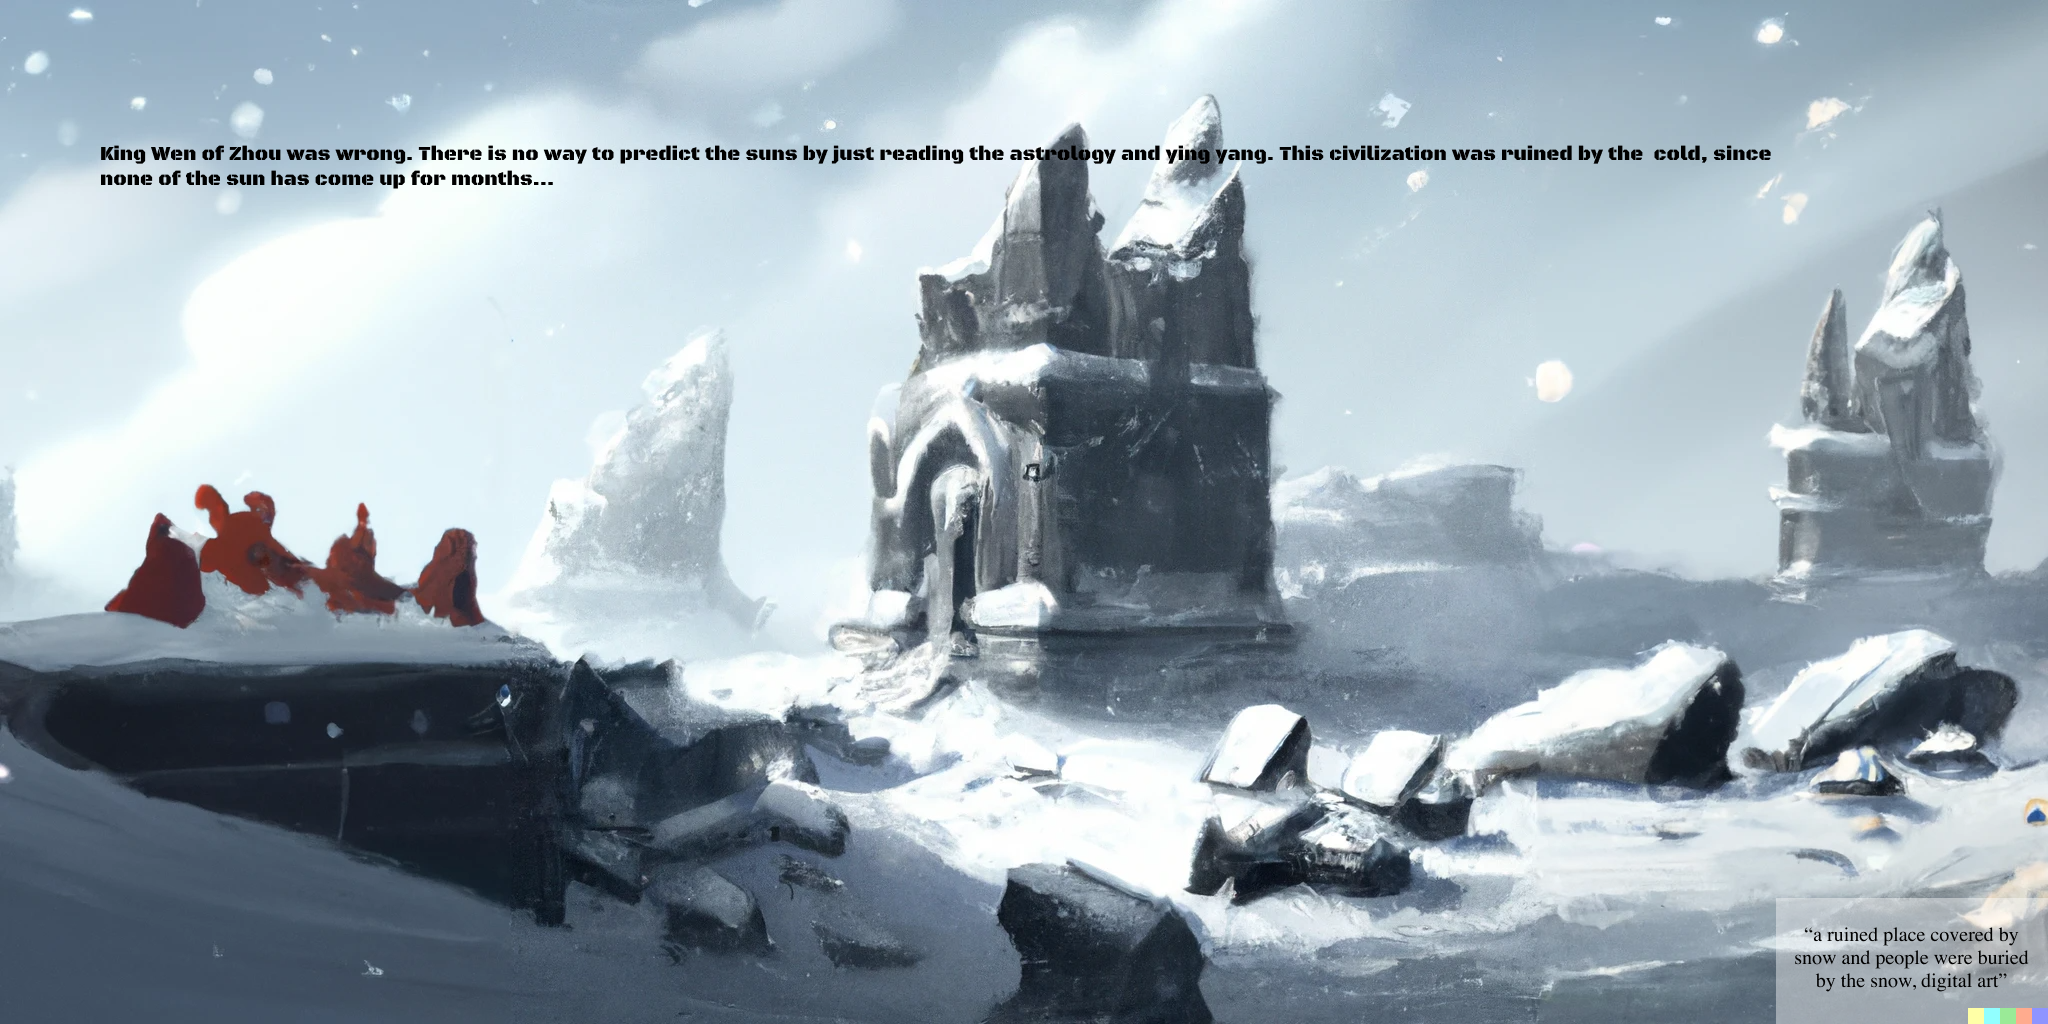 King Wen of Zhou was wrong. There is no way to predict the suns by just reading the astrology and ying yang. This civilization was ruined by the  cold, since
none of the sun has come up for months...
“a ruined place covered by
snow and people were buried
by the snow, digital art”